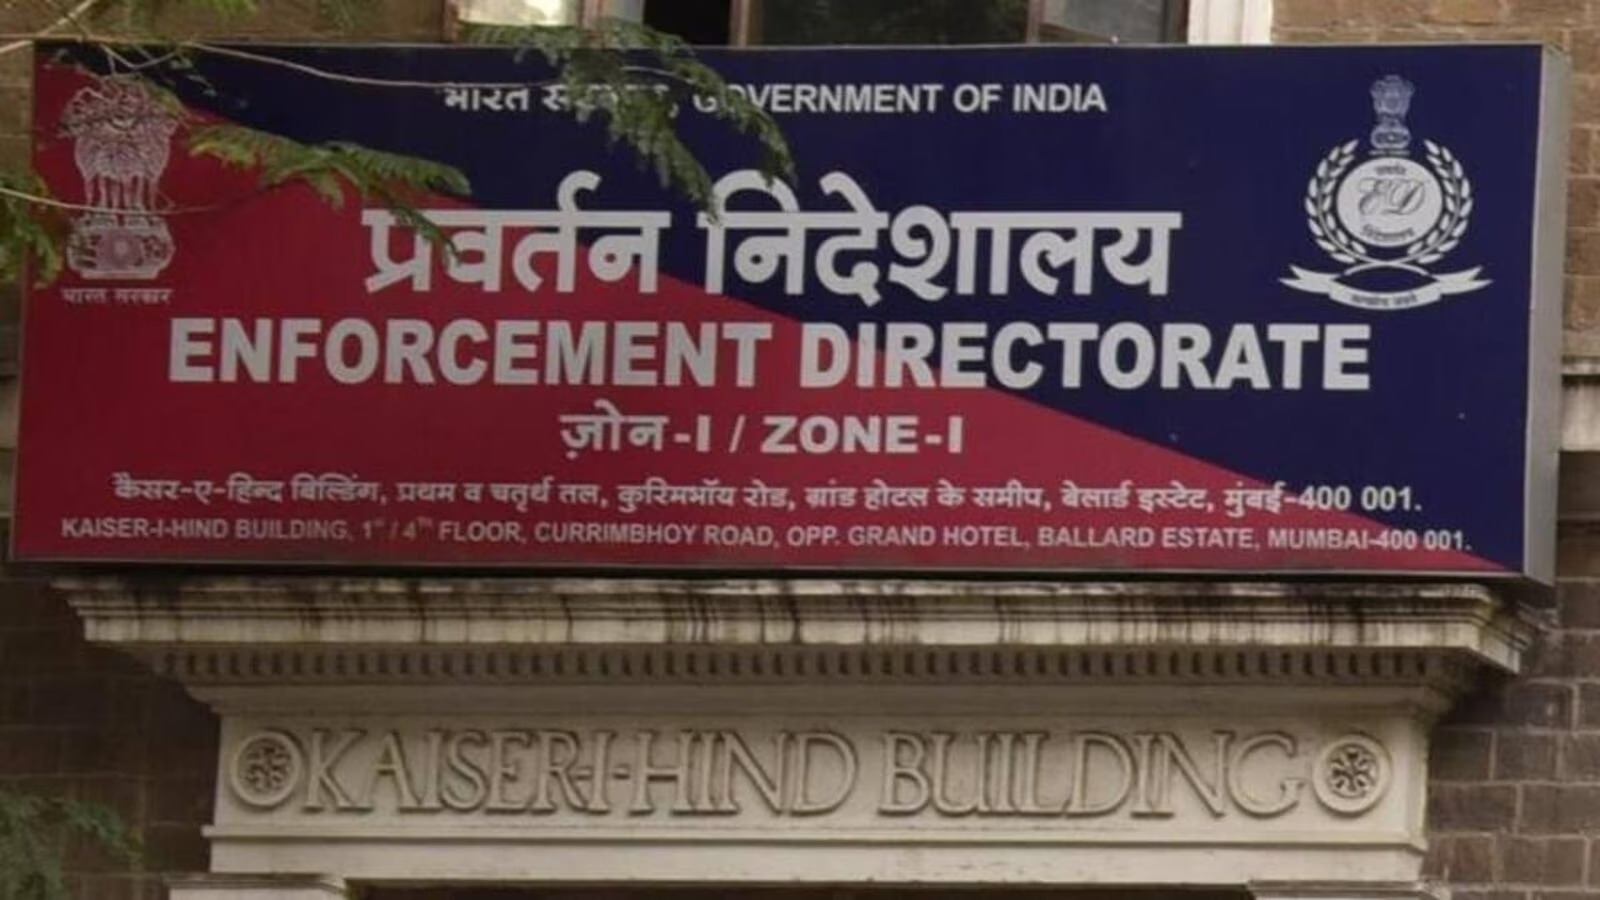 भारत सरकार, GOVERNMENT OF INDIA
भारत सरकार
ED
प्रवर्तन निदेशालय
ENFORCEMENT DIRECTORATE
ज़ोन-I / ZONE-I
कैसर-ए-हिन्द बिल्डिंग, प्रथम व चतुर्थ तल, कुरिमभॉय रोड, ग्रांड होटल के समीप, बेलार्ड इस्टेट, मुंबई-400 001.
KAISER-I-HIND BUILDING, 1st / 4th FLOOR, CURRIMBHOY ROAD, OPP. GRAND HOTEL, BALLARD ESTATE, MUMBAI-400 001.
KAISER-I-HIND BUILDING